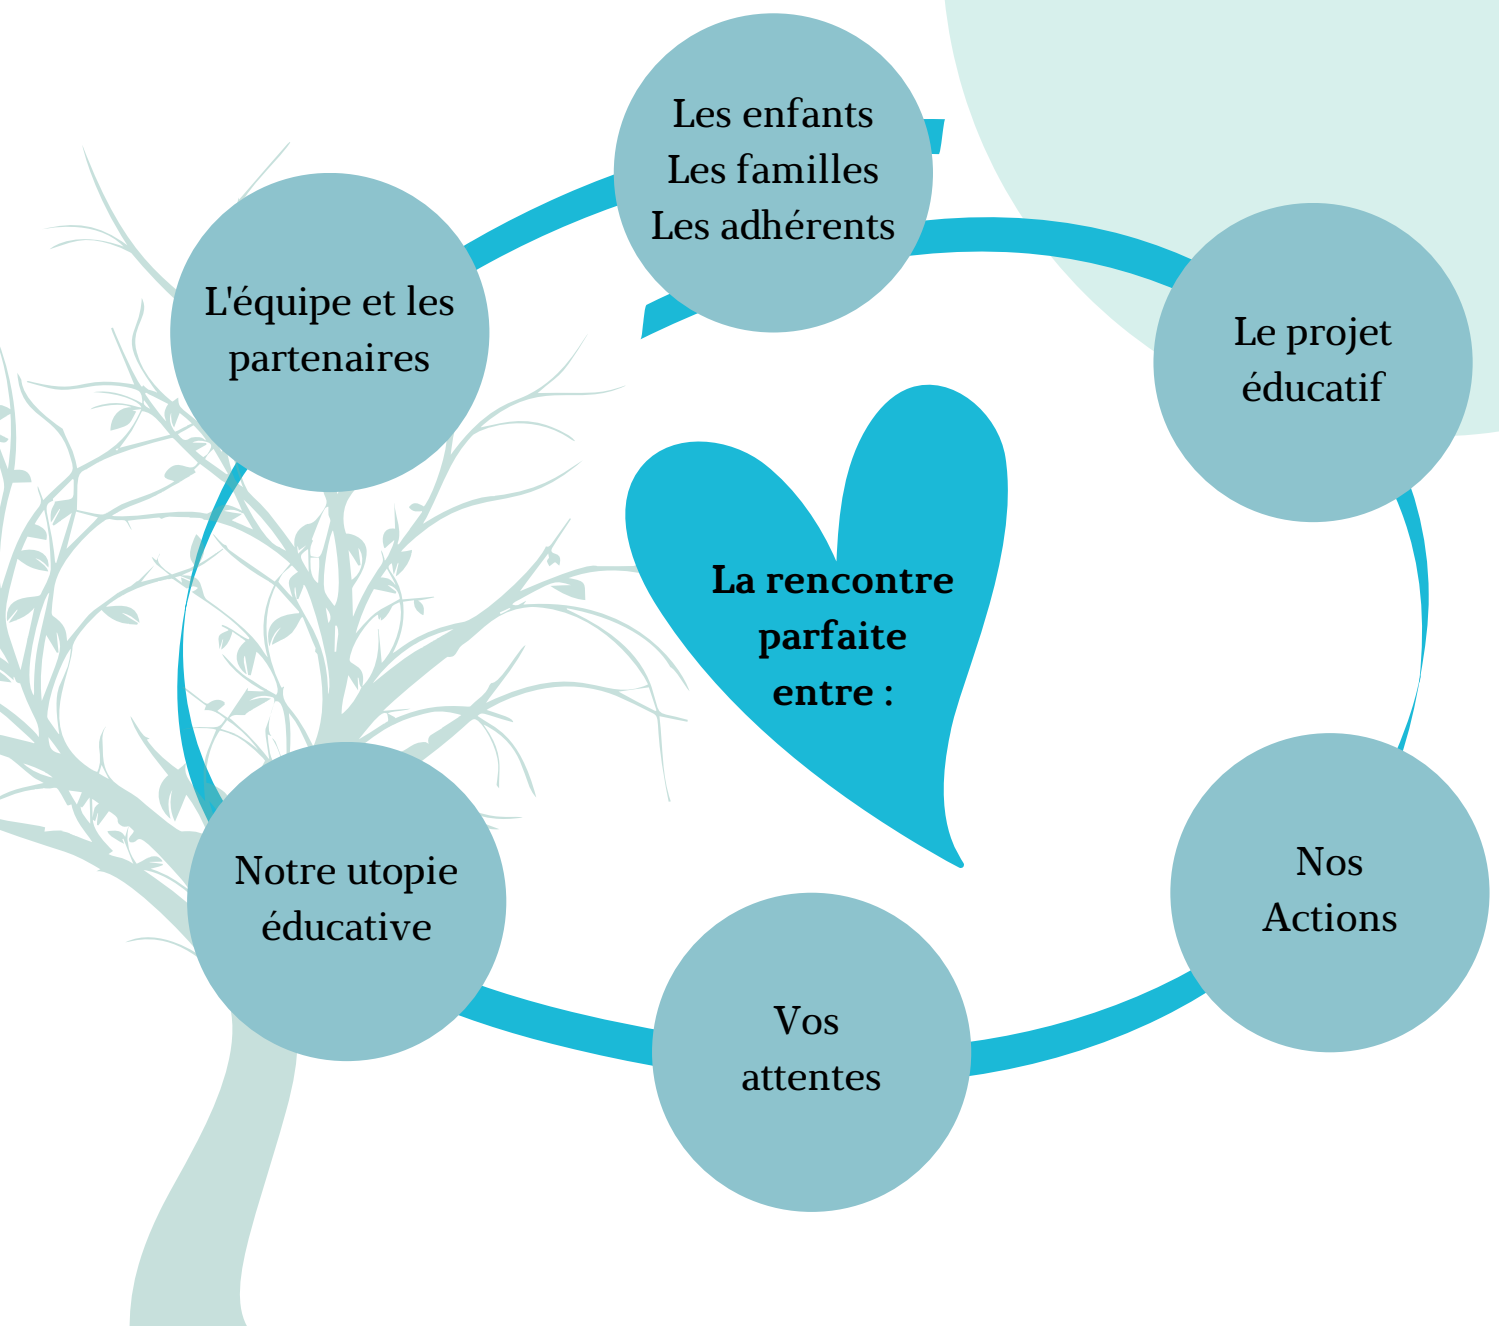 Les enfants
Les familles
Les adhérents
L'équipe et les
partenaires
Le projet
éducatif
La rencontre
parfaite
entre :
Notre utopie
éducative
Nos
Actions
Vos
attentes